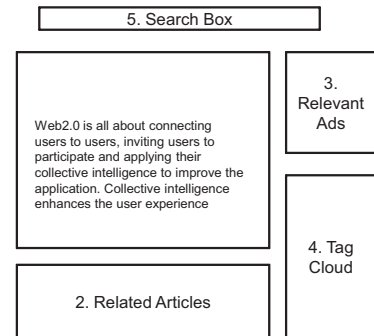 5. Search Box
Web2.0 is all about connecting
users to users, inviting users to
participate and applying their
collective intelligence to improve the
application. Collective intelligence
enhances the user experience
3.
Relevant
Ads
4. Tag
Cloud
2. Related Articles